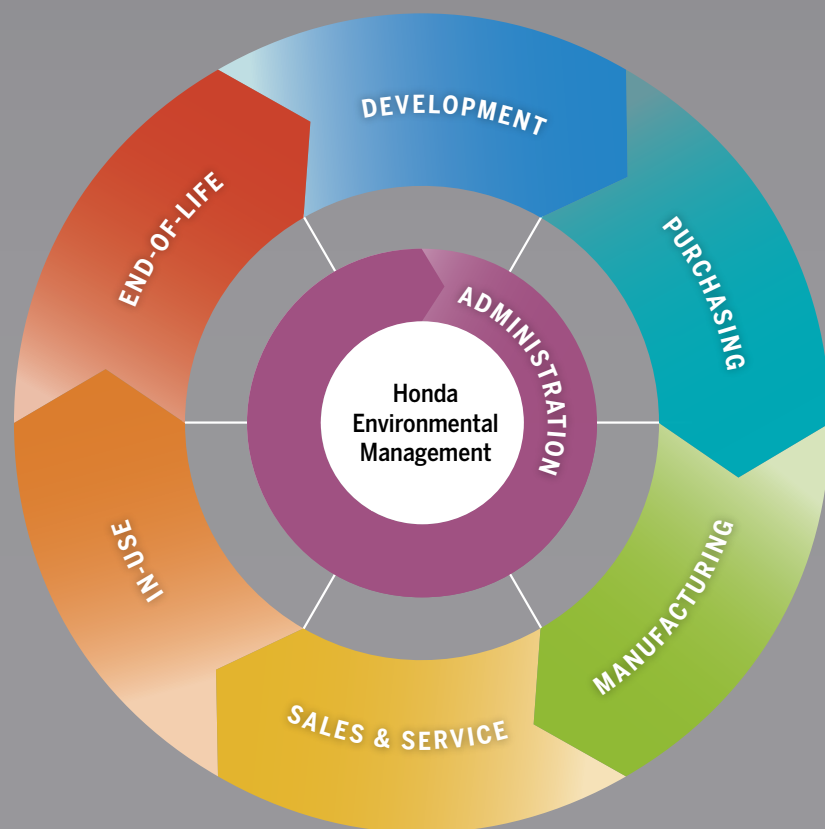 DEVELOPMENT
PURCHASING
MANUFACTURING
SALES & SERVICE
IN-USE
END-OF-LIFE
ADMINISTRATION
Honda
Environmental
Management